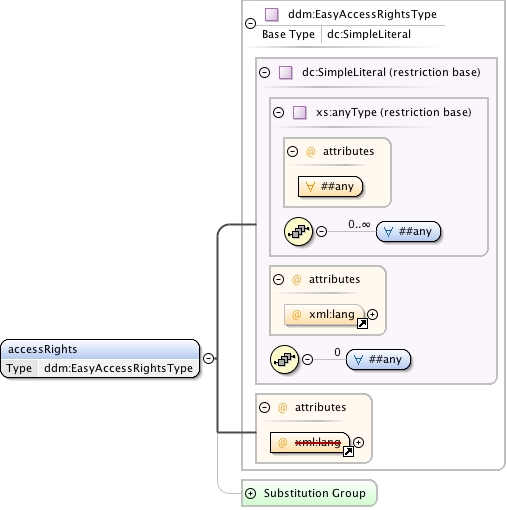 ddm:EasyAccessRightsType
Base Type dc:SimpleLiteral
dc:SimpleLiteral (restriction base)
xs:anyType (restriction base)
@ attributes
∀ ##any
0..∞
∀ ##any
@ attributes
@ xml:lang
0
∀ ##any
accessRights
Type ddm:EasyAccessRightsType
@ attributes
@ xml:lang
Substitution Group